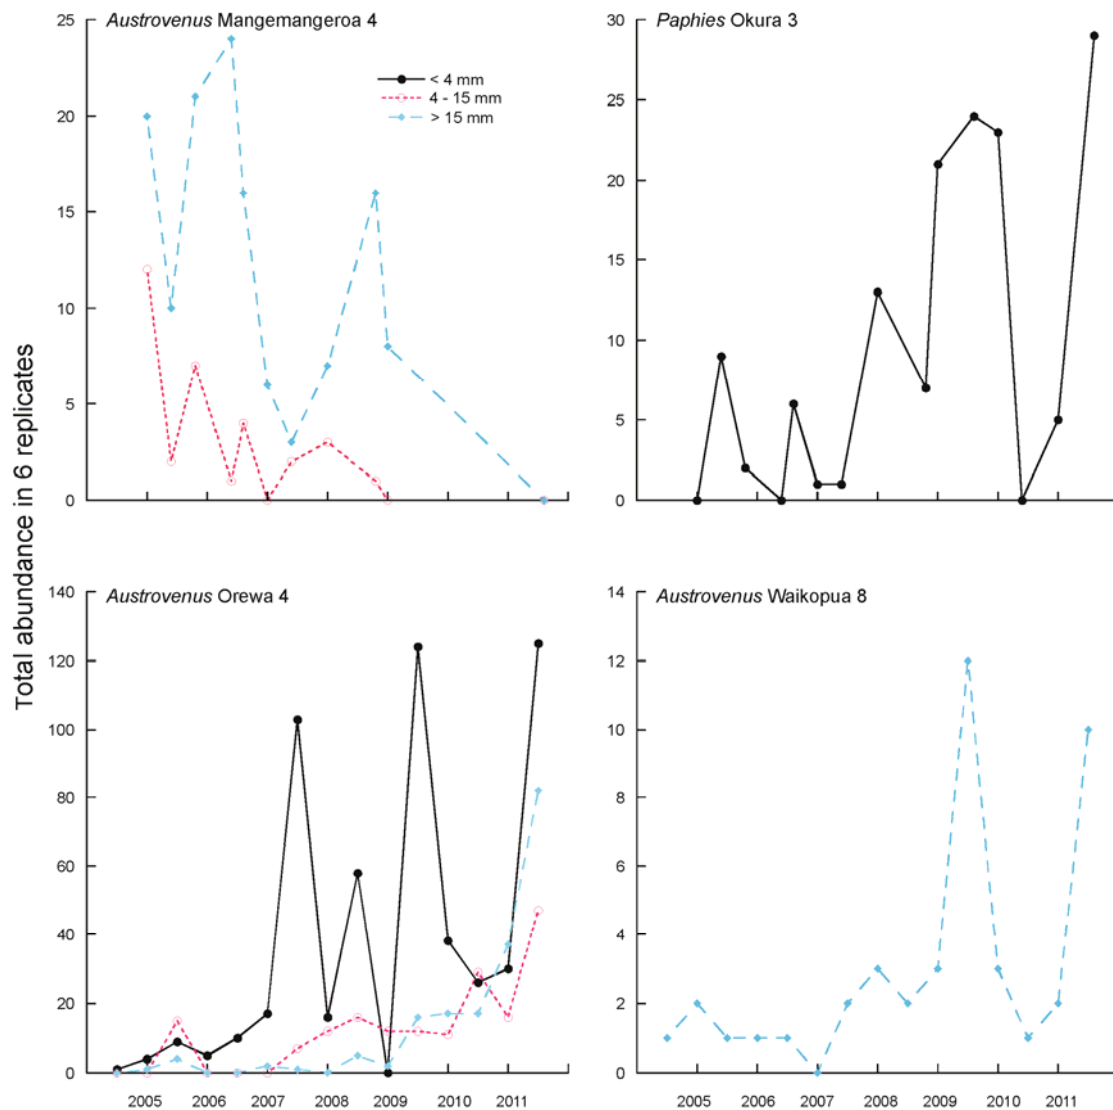 Total abundance in 6 replicates
Austrovenus Mangemangeroa 4
25
20
15
10
5
0
< 4 mm
4 - 15 mm
> 15 mm
Paphies Okura 3
30
25
20
15
10
5
0
Austrovenus Orewa 4
140
120
100
80
60
40
20
0
2005 2006 2007 2008 2009 2010 2011
Austrovenus Waikopua 8
14
12
10
8
6
4
2
0
2005 2006 2007 2008 2009 2010 2011